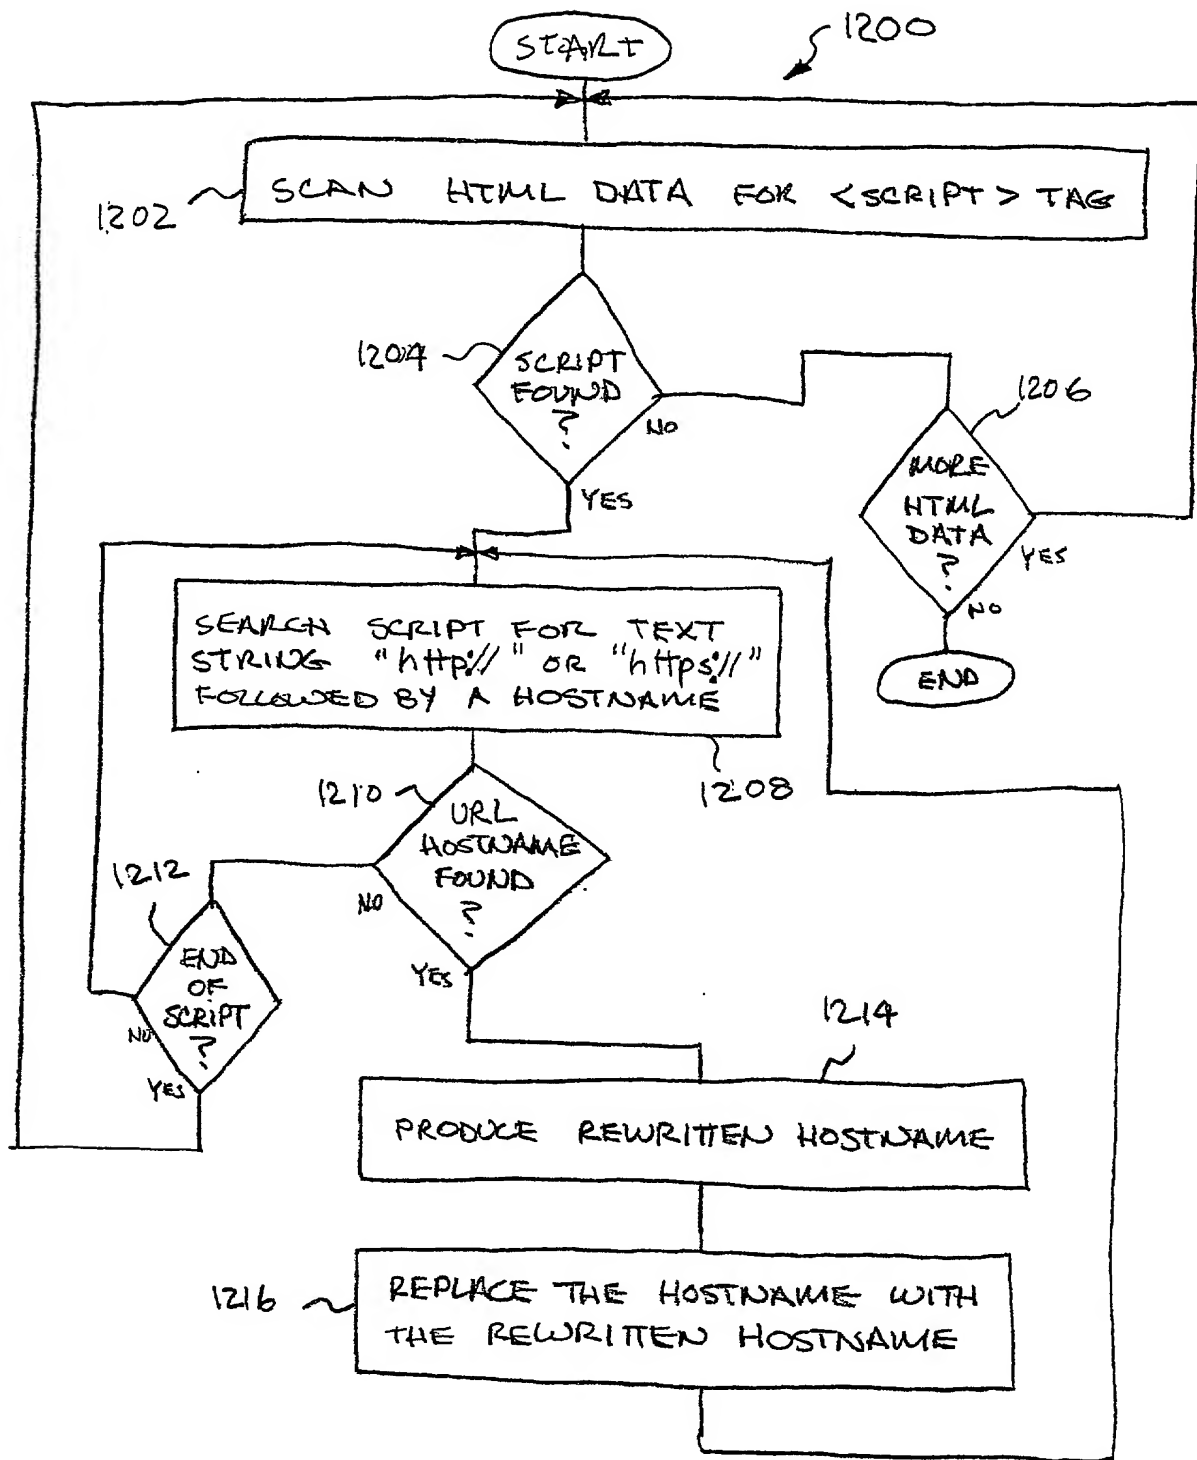 START
1200
SCAN HTML DATA FOR <SCRIPT> TAG
1202
1204
SCRIPT
FOUND
?
NO
YES
1206
MORE
HTML
DATA
?
YES
NO
END
SEARCH SCRIPT FOR TEXT
STRING "http://" OR "https://"
FOLLOWED BY A HOSTNAME
1208
1210
URL
HOSTNAME
FOUND
?
NO
YES
1212
END
OF
SCRIPT
?
NO
YES
1214
PRODUCE REWRITTEN HOSTNAME
1216
REPLACE THE HOSTNAME WITH
THE REWRITTEN HOSTNAME